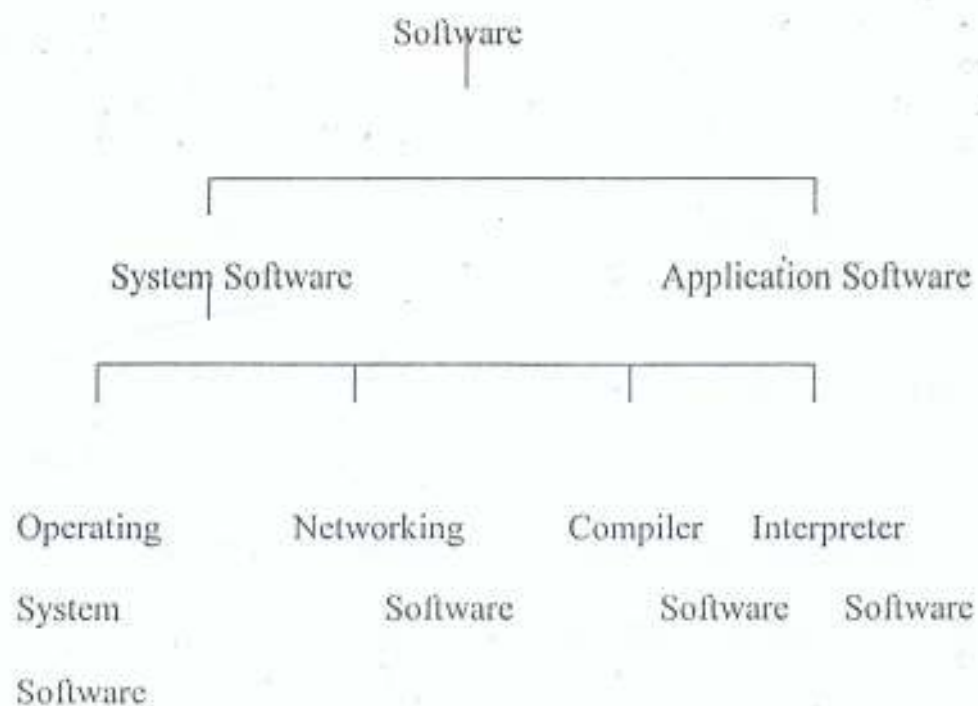 Software
System Software Application Software
Operating Networking Compiler Interpreter
System Software Software Software
Software